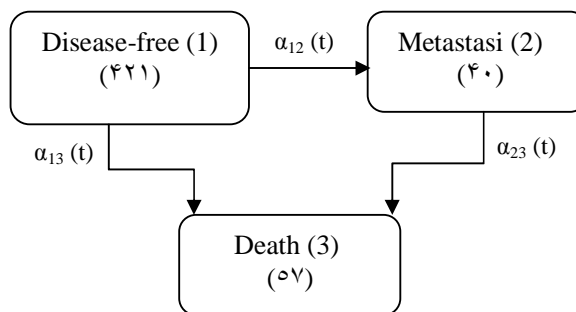 Disease-free (1)
(۴۲۱)
α12 (t)
Metastasi (2)
(۴۰)
α13 (t)
α23 (t)
Death (3)
(۵۷)